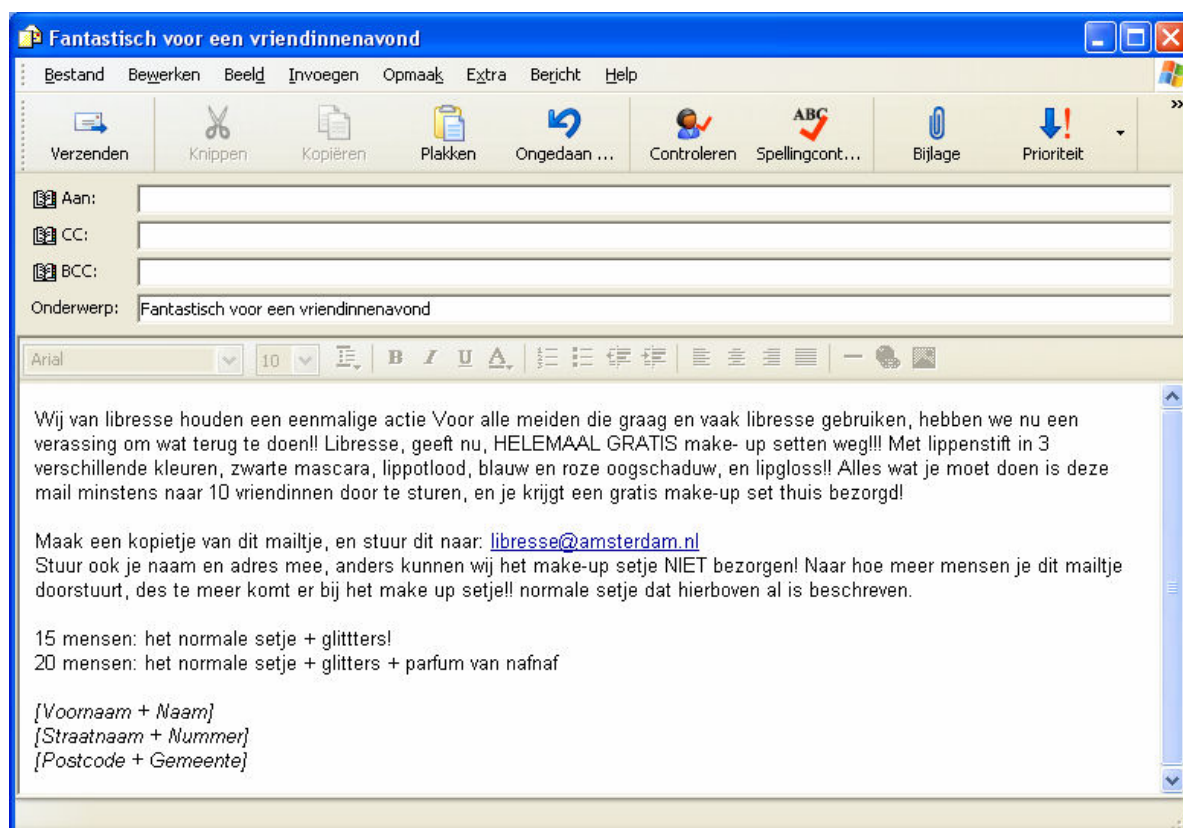 Fantastisch voor een vriendinnenavond
Bestand Bewerken Beeld Invoegen Opmaak Extra Bericht Help
Verzenden Knippen Kopiëren Plakken Ongedaan ... Controleren Spellingcont... Bijlage Prioriteit
Aan:
CC:
BCC:
Onderwerp: Fantastisch voor een vriendinnenavond
Arial 10 B I U A
Wij van libresse houden een eenmalige actie Voor alle meiden die graag en vaak libresse gebruiken, hebben we nu een
verassing om wat terug te doen!! Libresse, geeft nu, HELEMAAL GRATIS make- up setten weg!!! Met lippenstift in 3
verschillende kleuren, zwarte mascara, lippotlood, blauw en roze oogschaduw, en lipgloss!! Alles wat je moet doen is deze
mail minstens naar 10 vriendinnen door te sturen, en je krijgt een gratis make-up set thuis bezorgd!
Maak een kopietje van dit mailtje, en stuur dit naar: libresse@amsterdam.nl
Stuur ook je naam en adres mee, anders kunnen wij het make-up setje NIET bezorgen! Naar hoe meer mensen je dit mailtje
doorstuurt, des te meer komt er bij het make up setje!! normale setje dat hierboven al is beschreven.
15 mensen: het normale setje + glittters!
20 mensen: het normale setje + glitters + parfum van nafnaf
[Voornaam + Naam]
[Straatnaam + Nummer]
[Postcode + Gemeente]